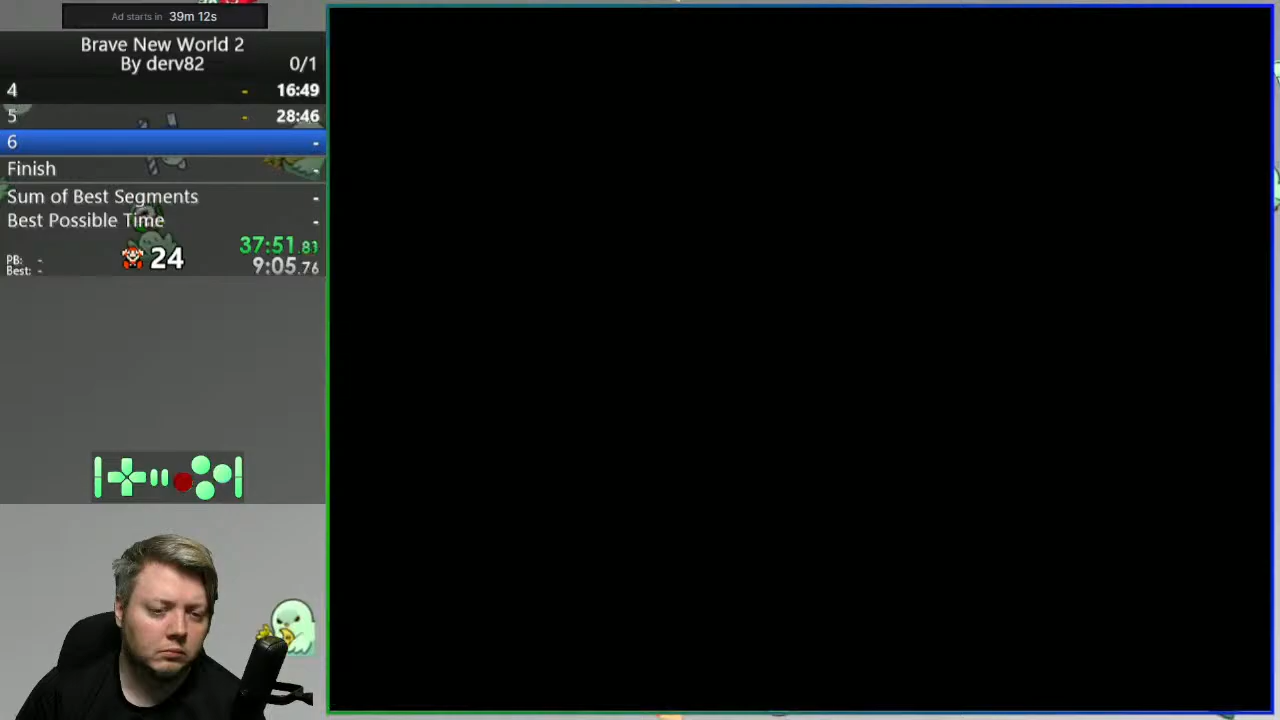 Ad starts in 39m 12s
Brave New World 2
By derv82 0/1
4 - 16:49
5 - 28:46
6 -
Finish -
Sum of Best Segments -
Best Possible Time -
37:51.83
PB: - 24 9:05.76
Best: -